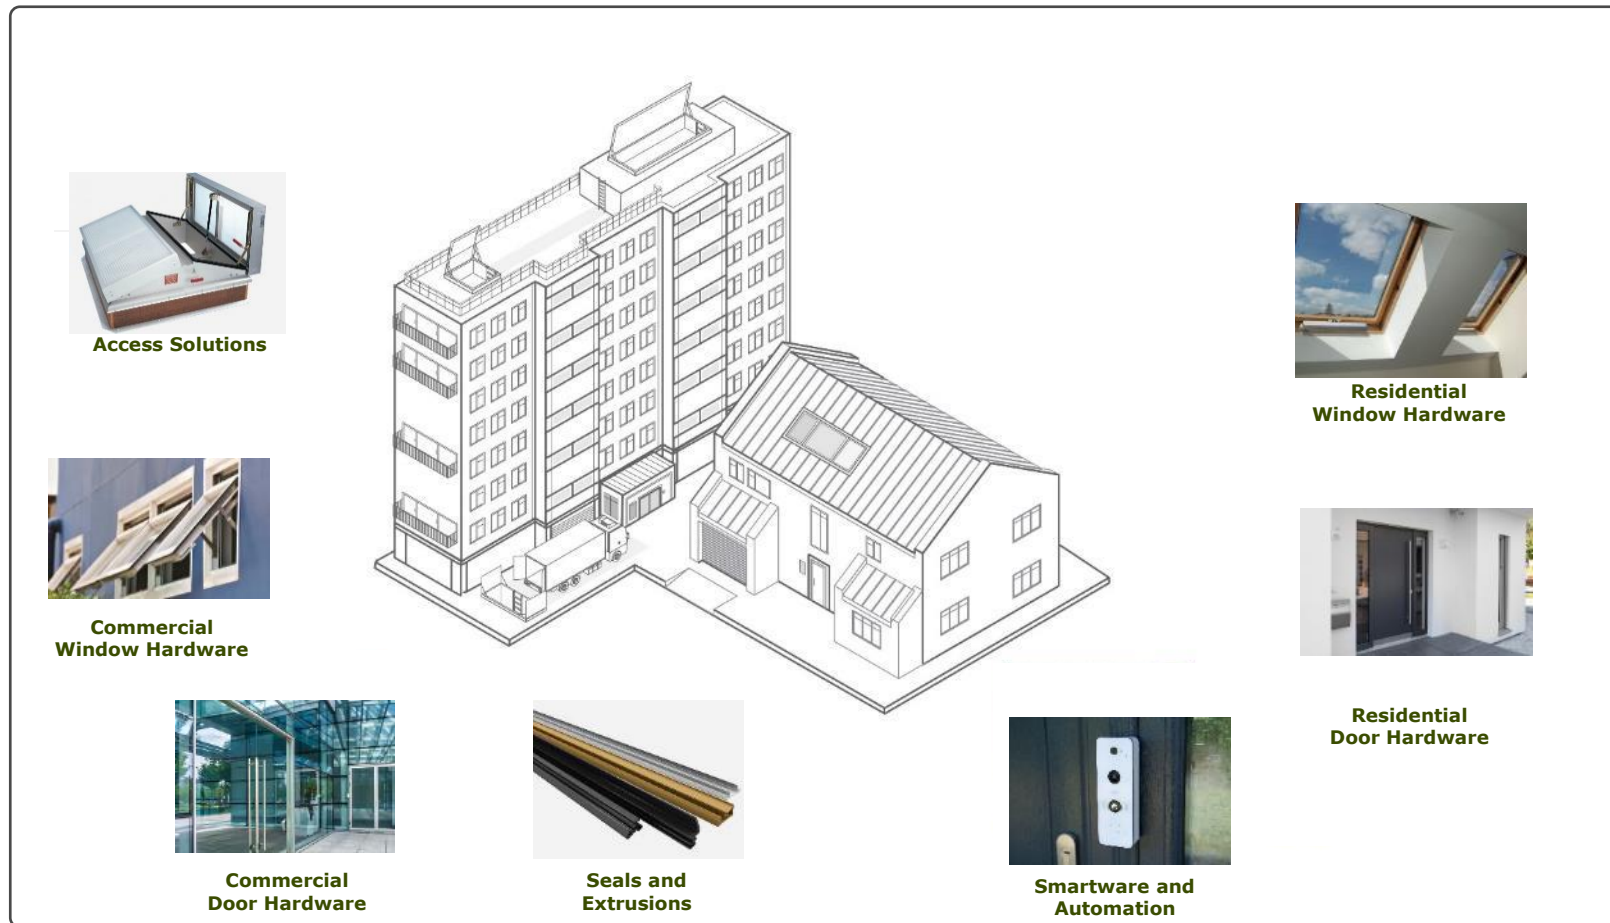 Access Solutions
Residential
Window Hardware
Commercial
Window Hardware
Residential
Door Hardware
Commercial
Door Hardware
Seals and
Extrusions
Smartware and
Automation